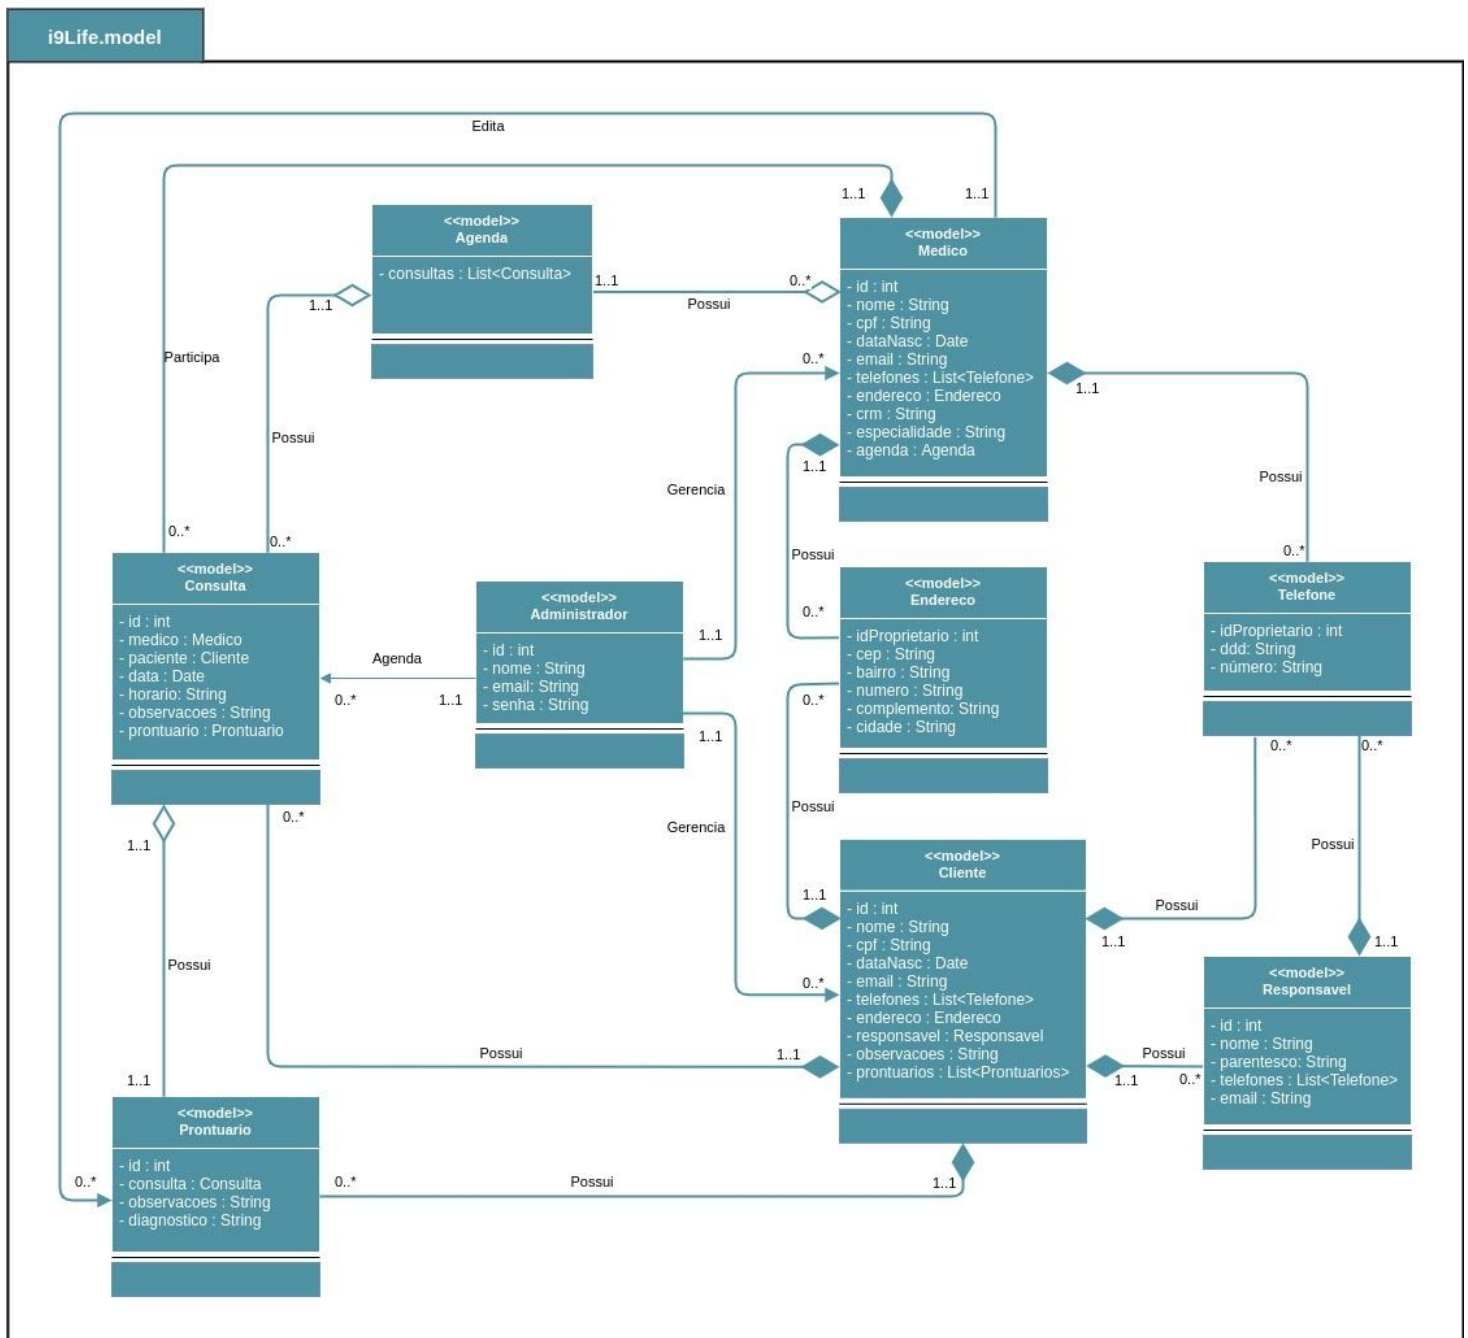 i9Life.model
Edita
1..1
1..1
<<model>>
Agenda
- consultas : List<Consulta>
1..1
1..1
Possui
0..*
<<model>>
Medico
- id : int
- nome : String
- cpf : String
- dataNasc : Date
- email : String
- telefones : List<Telefone>
- endereco : Endereco
- crm : String
- especialidade : String
- agenda : Agenda
Participa
Possui
0..*
0..*
0..*
Gerencia
1..1
1..1
Possui
0..*
Possui
0..*
<<model>>
Consulta
- id : int
- medico : Medico
- paciente : Cliente
- data : Date
- horario: String
- observacoes : String
- prontuario : Prontuario
Agenda
0..*
1..1
<<model>>
Administrador
- id : int
- nome : String
- email: String
- senha : String
1..1
1..1
<<model>>
Endereco
- idProprietario : int
- cep : String
- bairro : String
- numero : String
- complemento: String
- cidade : String
0..*
<<model>>
Telefone
- idProprietario : int
- ddd: String
- número: String
0..*
0..*
1..1
0..*
Gerencia
Possui
1..1
Possui
1..1
Possui
1..1
<<model>>
Cliente
- id : int
- nome : String
- cpf : String
- dataNasc : Date
- email : String
- telefones : List<Telefone>
- endereco : Endereco
- responsavel : Responsavel
- observacoes : String
- prontuarios : List<Prontuarios>
0..*
Possui
Possui
1..1
Possui
1..1
0..*
<<model>>
Responsavel
- id : int
- nome : String
- parentesco: String
- telefones : List<Telefone>
- email : String
1..1
<<model>>
Prontuario
- id : int
- consulta : Consulta
- observacoes : String
- diagnostico : String
0..*
0..*
Possui
1..1